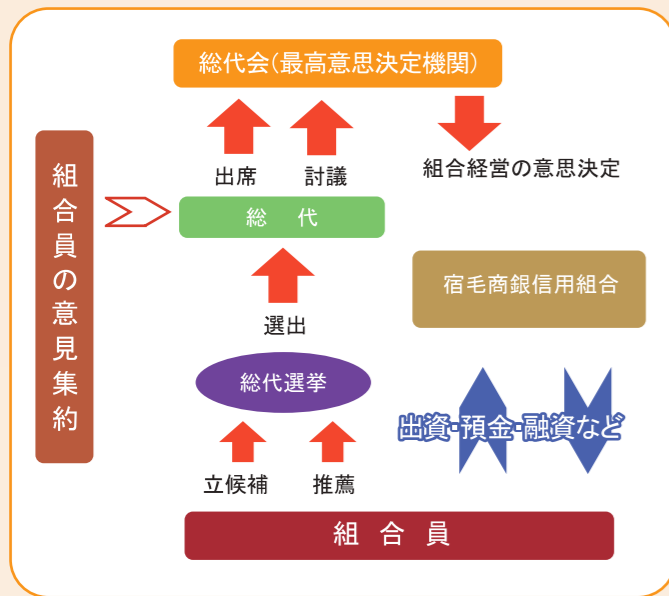 総代会(最高意思決定機関)
出席
討議
組合経営の意思決定
組合員の意見集約
総代
宿毛商銀信用組合
選出
総代選挙
出資・預金・融資など
立候補
推薦
組合員